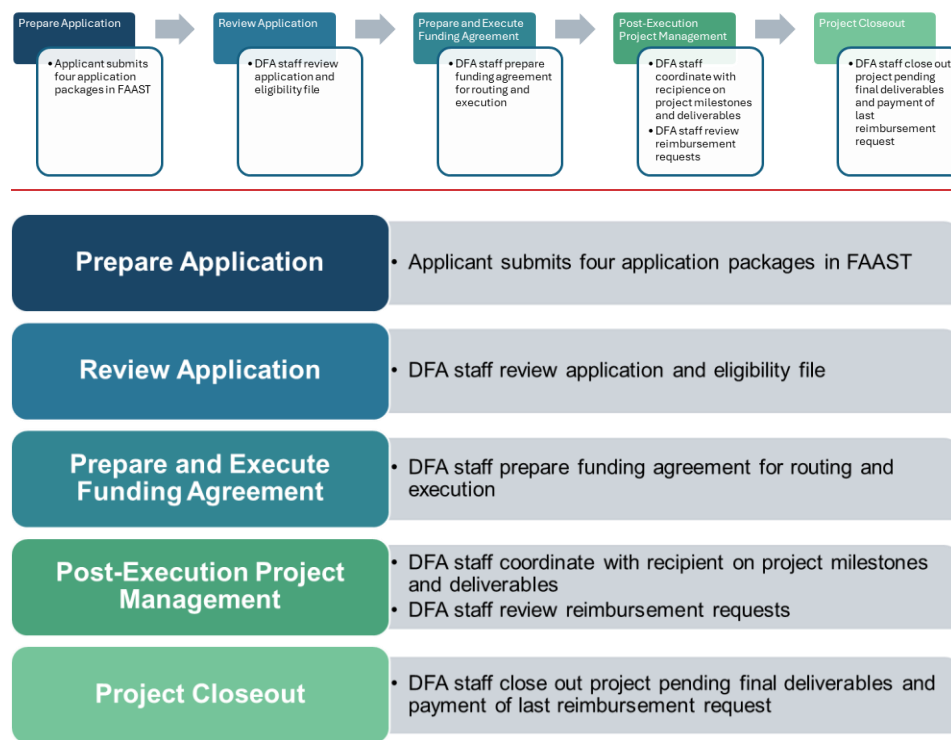 Prepare Application
• Applicant submits
four application
packages in FAAST
Review Application
• DFA staff review
application and
eligibility file
Prepare and Execute
Funding Agreement
• DFA staff prepare
funding agreement
for routing and
execution
Post-Execution
Project Management
• DFA staff
coordinate with
recipience on
project milestones
and deliverables
• DFA staff review
reimbursement
requests
Project Closeout
• DFA staff close out
project pending
final deliverables
and payment of
last
reimbursement
request
Prepare Application
• Applicant submits four application packages in FAAST
Review Application
• DFA staff review application and eligibility file
Prepare and Execute
Funding Agreement
• DFA staff prepare funding agreement for routing and
execution
Post-Execution Project
Management
• DFA staff coordinate with recipient on project milestones
and deliverables
• DFA staff review reimbursement requests
Project Closeout
• DFA staff close out project pending final deliverables and
payment of last reimbursement request